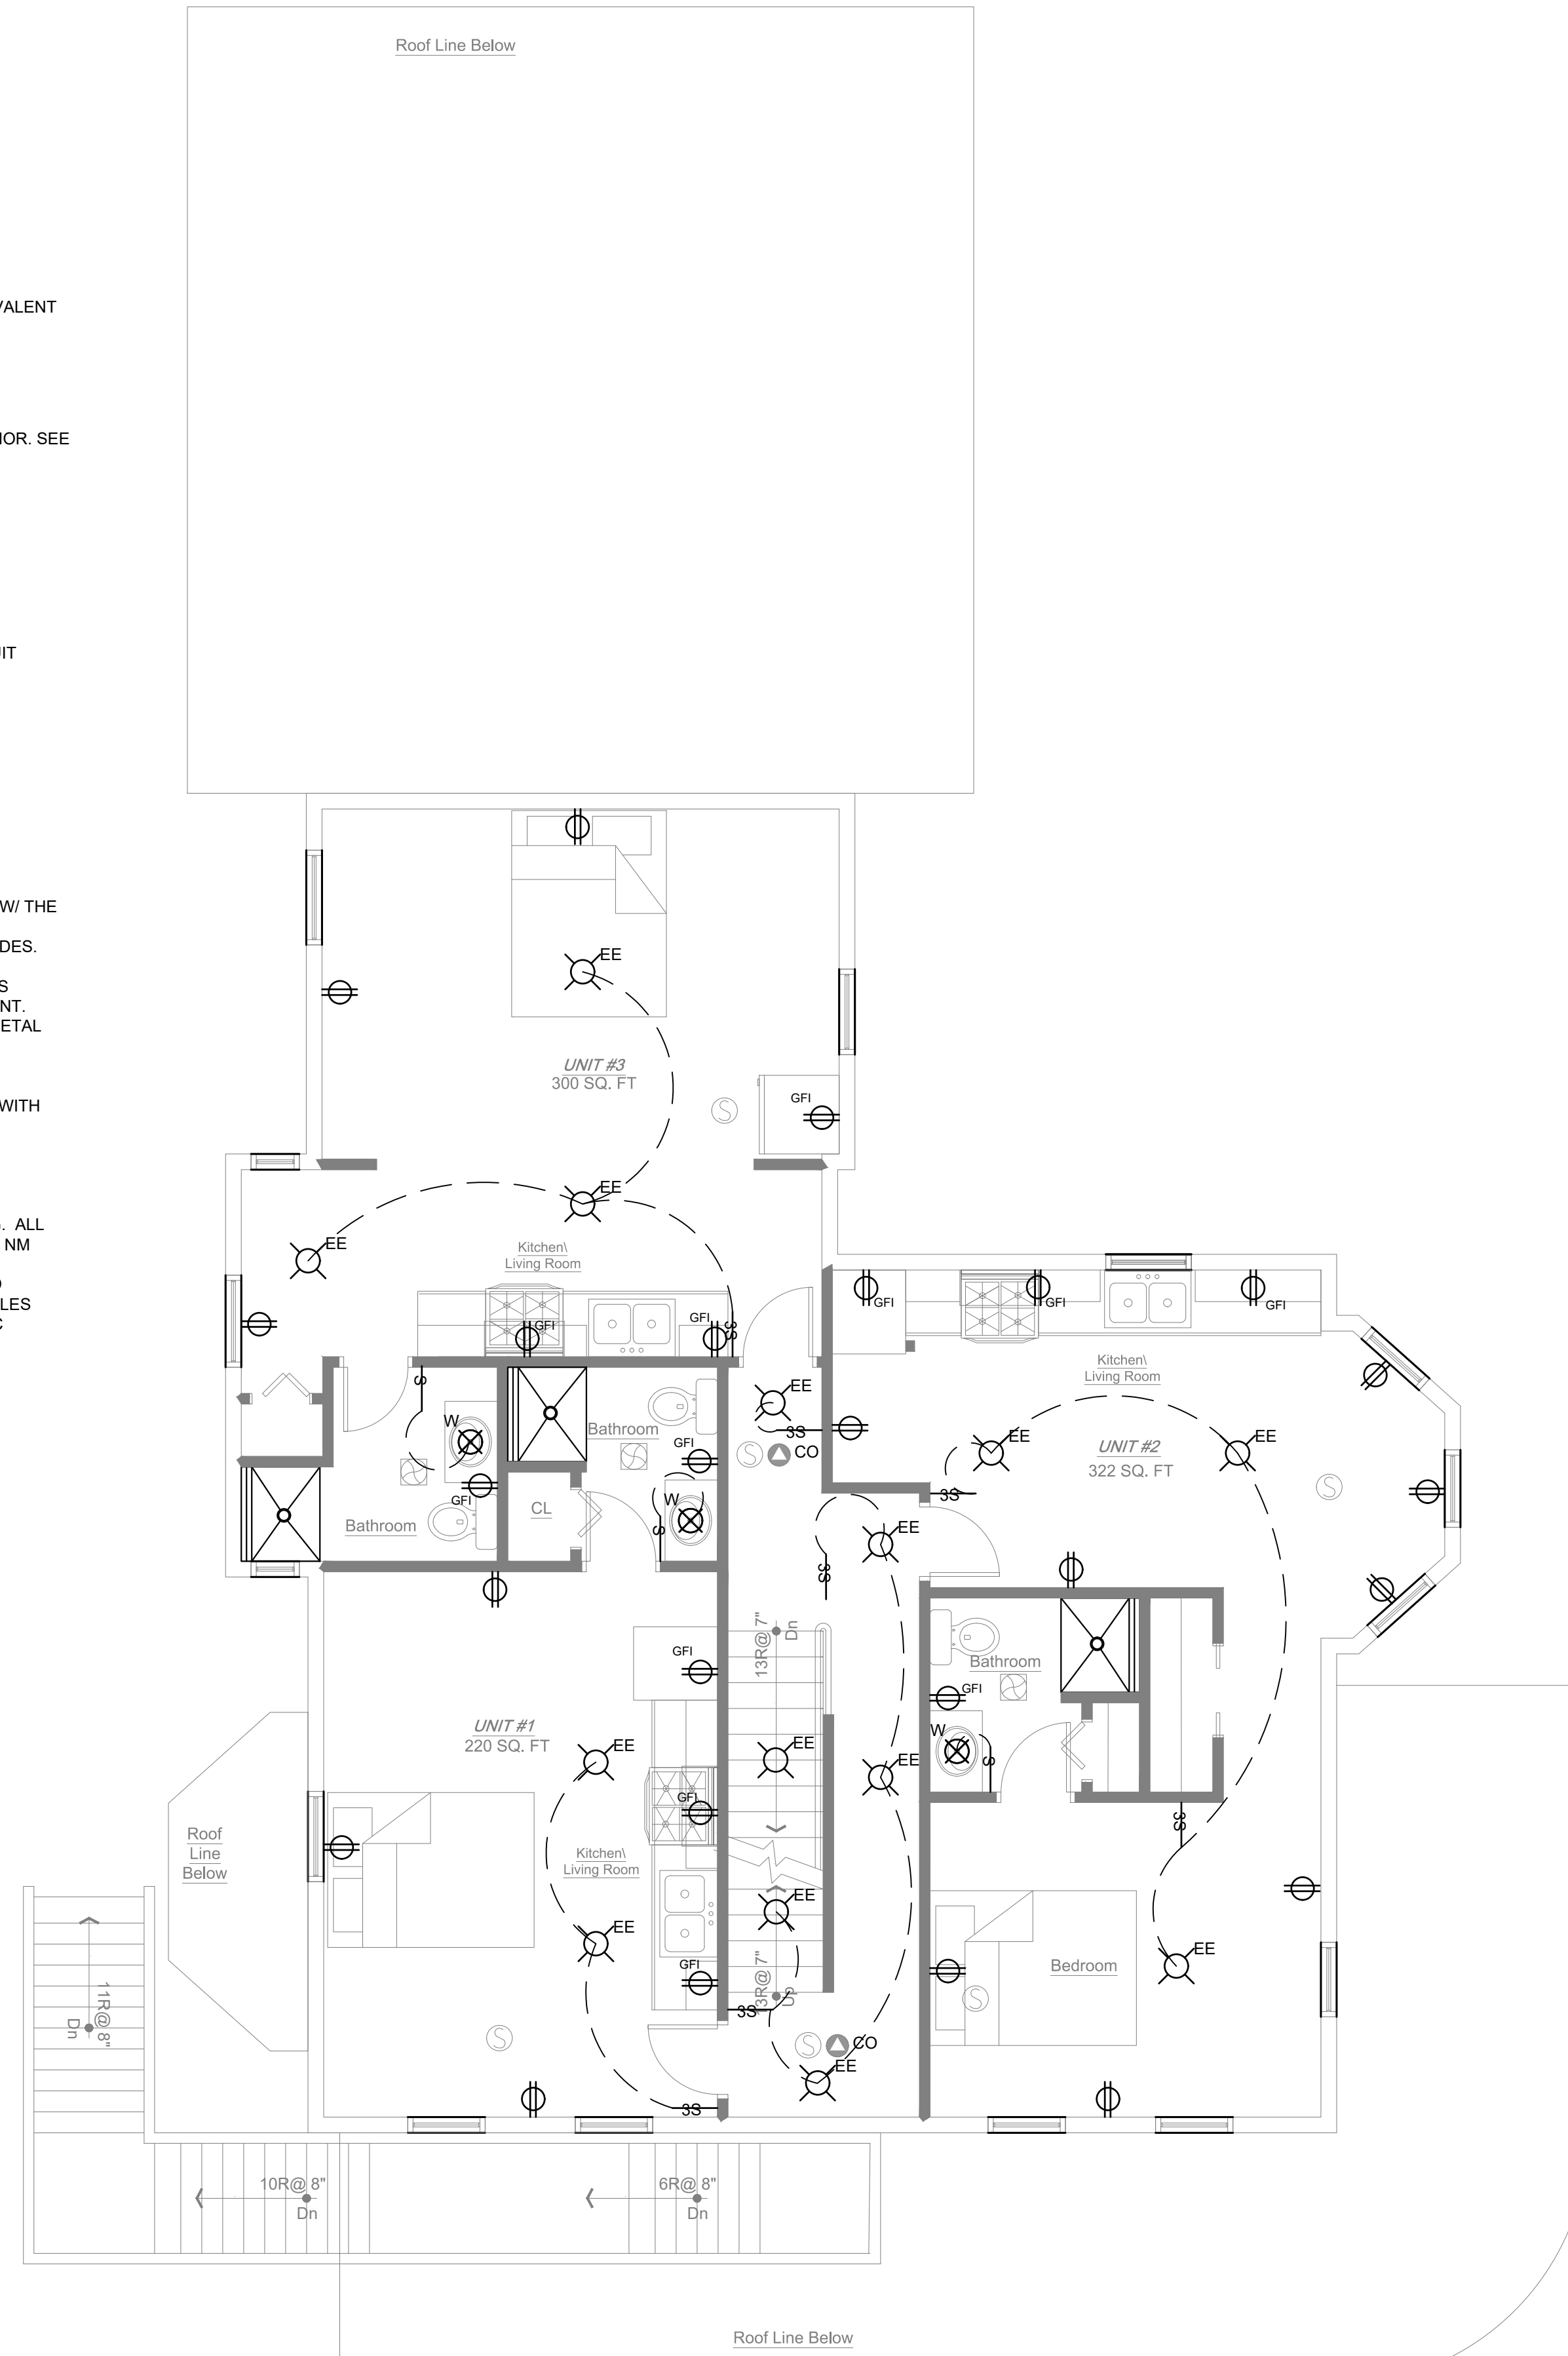 Roof Line Below
VALENT
IOR. SEE
UIT
W/ THE
DES.
S
NT.
ETAL
WITH
ALL
NM
LES
C
EE
UNIT #3
300 SQ. FT
GFI
S
EE
EE
Kitchen\
Living Room
GFI
GFI
3S
GFI
GFI
GFI
Kitchen\
Living Room
S
W
GFI
Bathroom
Bathroom
GFI
W
S
CL
EE
3S
S
CO
EE
EE
UNIT #2
322 SQ. FT
S
3S
EE
3S
13R@ 7"
Dn
GFI
UNIT #1
220 SQ. FT
EE
GFI
Kitchen\
Living Room
EE
GFI
S
3S
EE
EE
EE
13R@ 7"
Up
3S
S
CO
EE
Bathroom
GFI
W
S
3S
Bedroom
EE
S
Roof
Line
Below
11R@ 8"
Dn
10R@ 8"
Dn
6R@ 8"
Dn
Roof Line Below